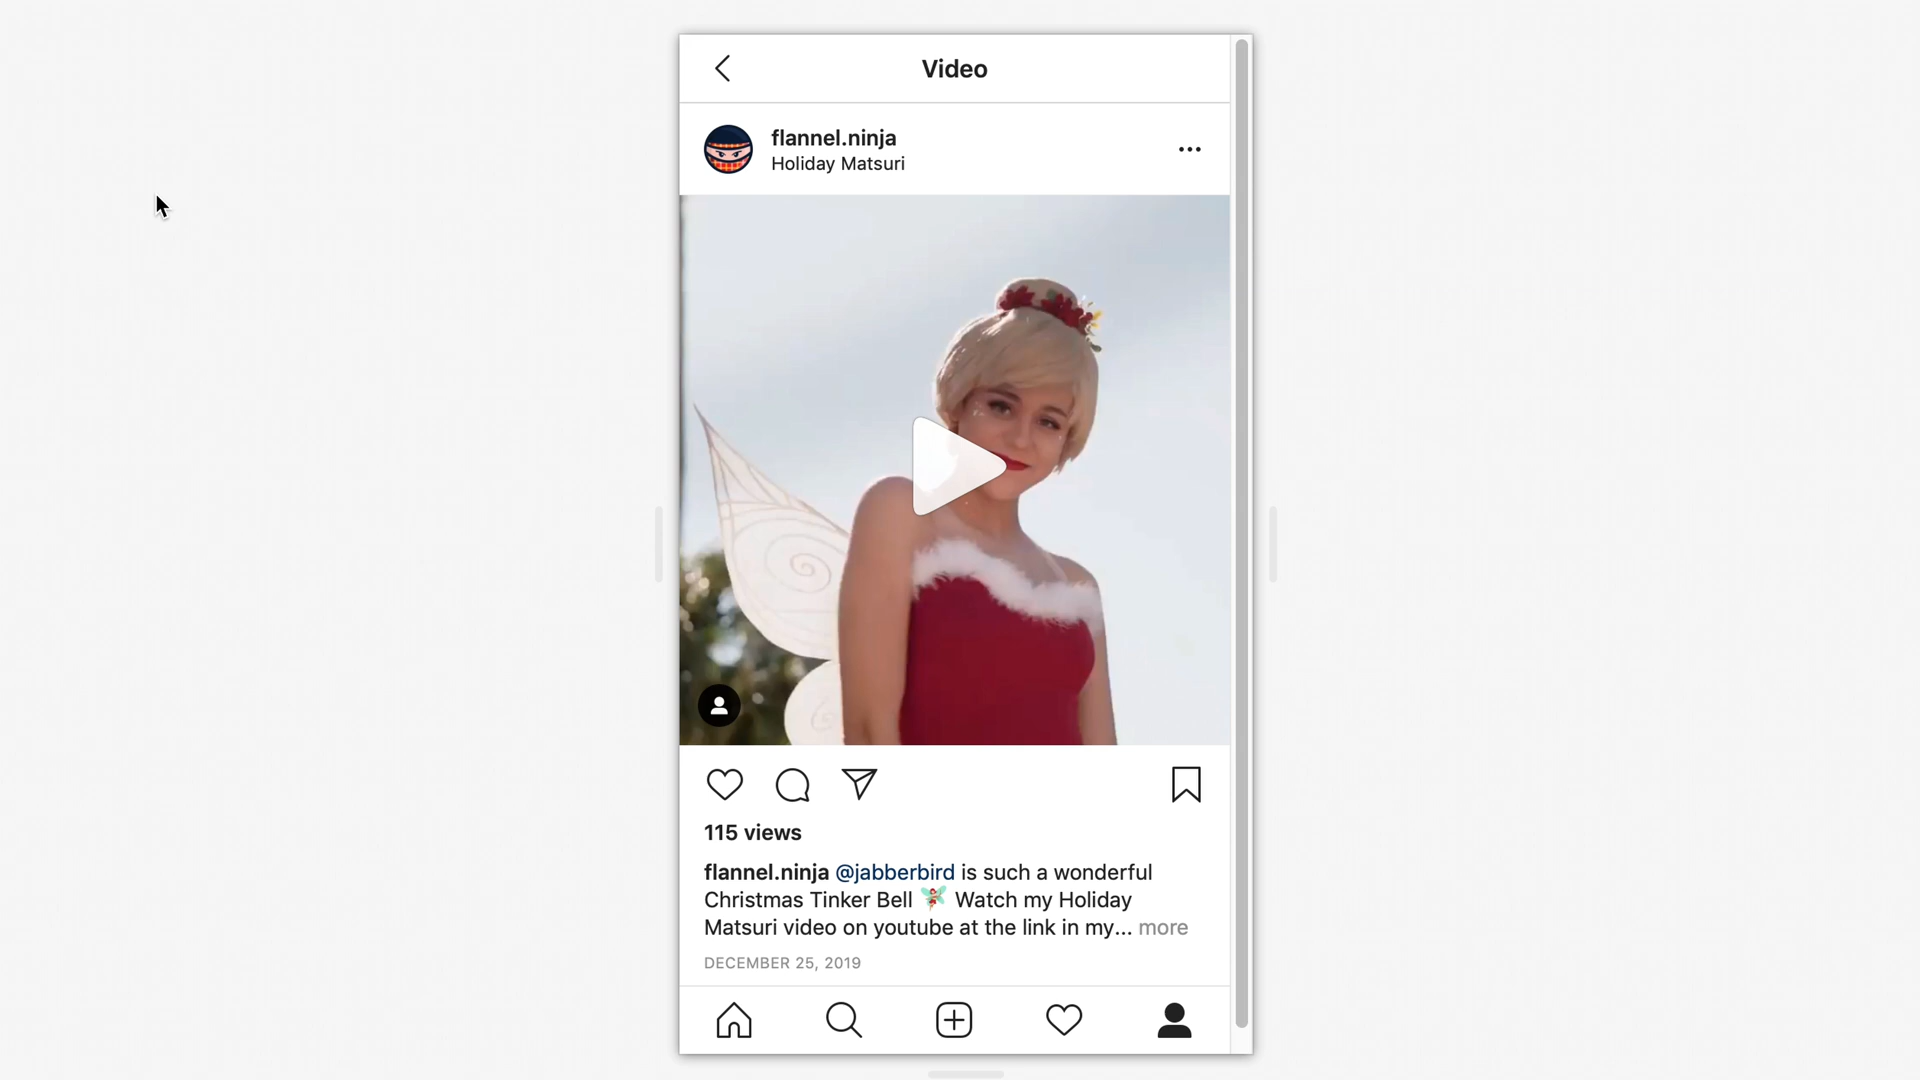 Video
flannel.ninja
Holiday Matsuri
115 views
flannel.ninja @jabberbird is such a wonderful
Christmas Tinker Bell 🧚 Watch my Holiday
Matsuri video on youtube at the link in my... more
DECEMBER 25, 2019